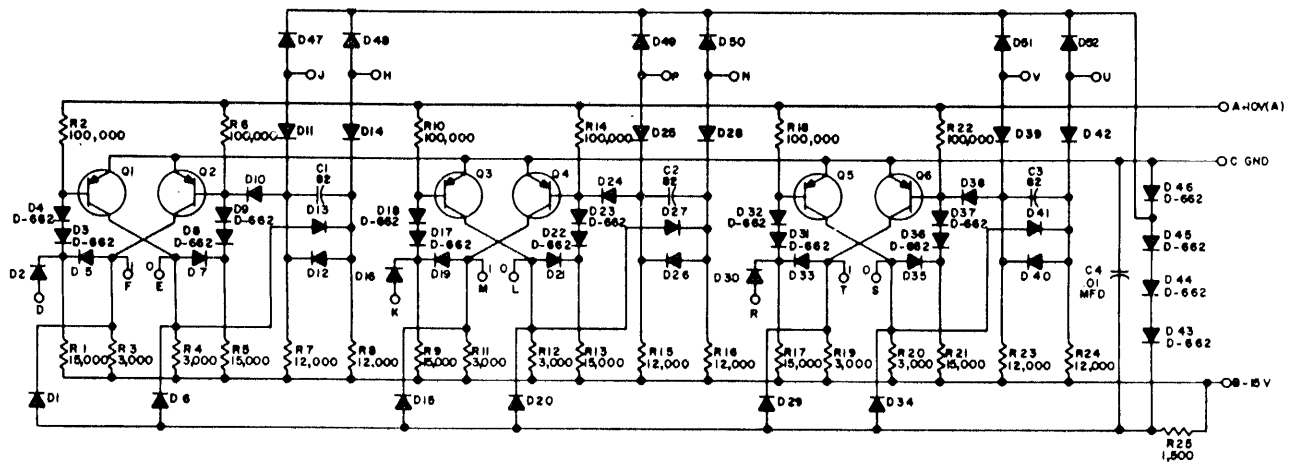 D47
D48
D49
D50
D51
D52
J
H
P
N
V
U
A+10V(A)
R2
100,000
R6
100,000
D11
D14
R10
100,000
R14
100,000
D25
D28
R18
100,000
R22
100,000
D39
D42
C GND
Q1
Q2
D10
C1
82
Q3
Q4
D24
C2
82
Q5
Q6
D38
C3
82
D46
D-662
D4
D-662
D9
D-662
D13
D18
D-662
D23
D-662
D27
D32
D-662
D37
D-662
D41
D3
D-662
D8
D-662
D17
D-662
D22
D-662
D31
D-662
D36
D-662
D45
D-662
D2
D5
1
0
D7
D12
D16
D19
1
0
D21
D26
D30
D33
1
0
D35
D40
D
F
E
K
M
L
R
T
S
C4
.01
MFD
D44
D-662
D43
D-662
R1
15,000
R3
3,000
R4
3,000
R5
15,000
R7
12,000
R8
12,000
R9
15,000
R11
3,000
R12
3,000
R13
15,000
R15
12,000
R16
12,000
R17
15,000
R19
3,000
R20
3,000
R21
15,000
R23
12,000
R24
12,000
B-15V
D1
D6
D15
D20
D29
D34
R25
1,500